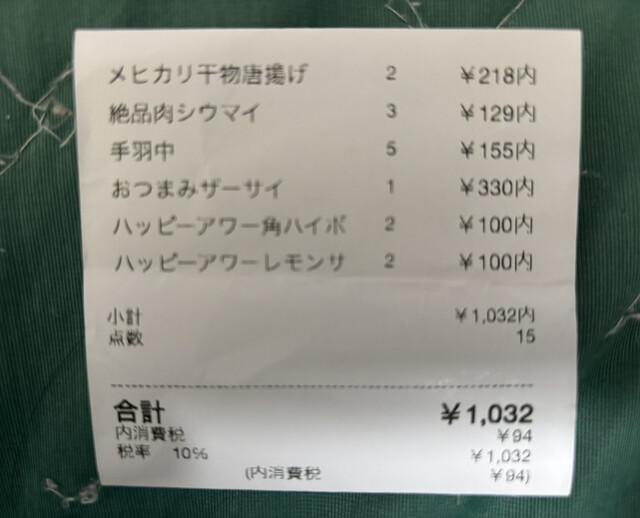 メヒカリ干物唐揚げ 2 ¥218内
絶品肉シウマイ 3 ¥129内
手羽中 5 ¥155内
おつまみザーサイ 1 ¥330内
ハッピーアワー角ハイボ 2 ¥100内
ハッピーアワーレモンサ 2 ¥100内
小計 ¥1,032内
点数 15
合計 ¥1,032
内消費税 ¥94
税率 10% ¥1,032
(内消費税 ¥94)